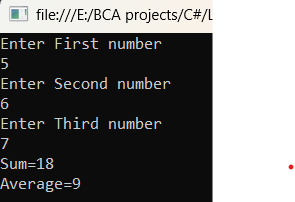 file:///E:/BCA projects/C#/L
Enter First number
5
Enter Second number
6
Enter Third number
7
Sum=18
Average=9